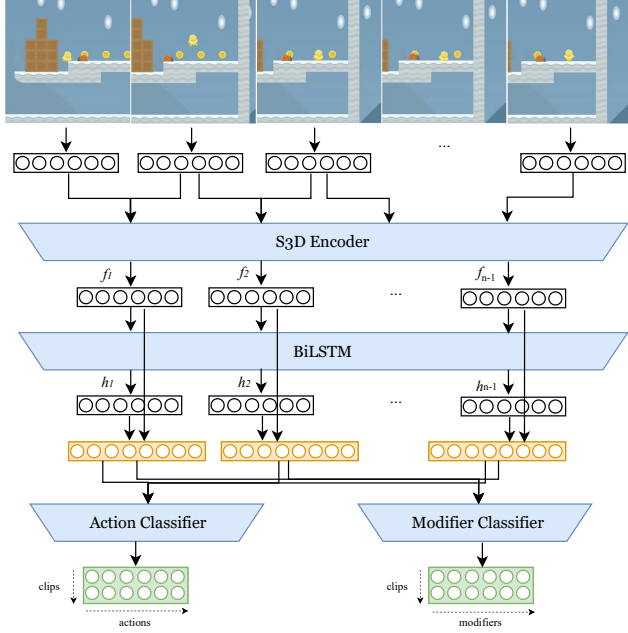 ...
S3D Encoder
f1 f2 fn-1
...
BiLSTM
h1 h2 hn-1
...
Action Classifier Modifier Classifier
clips clips
actions modifiers